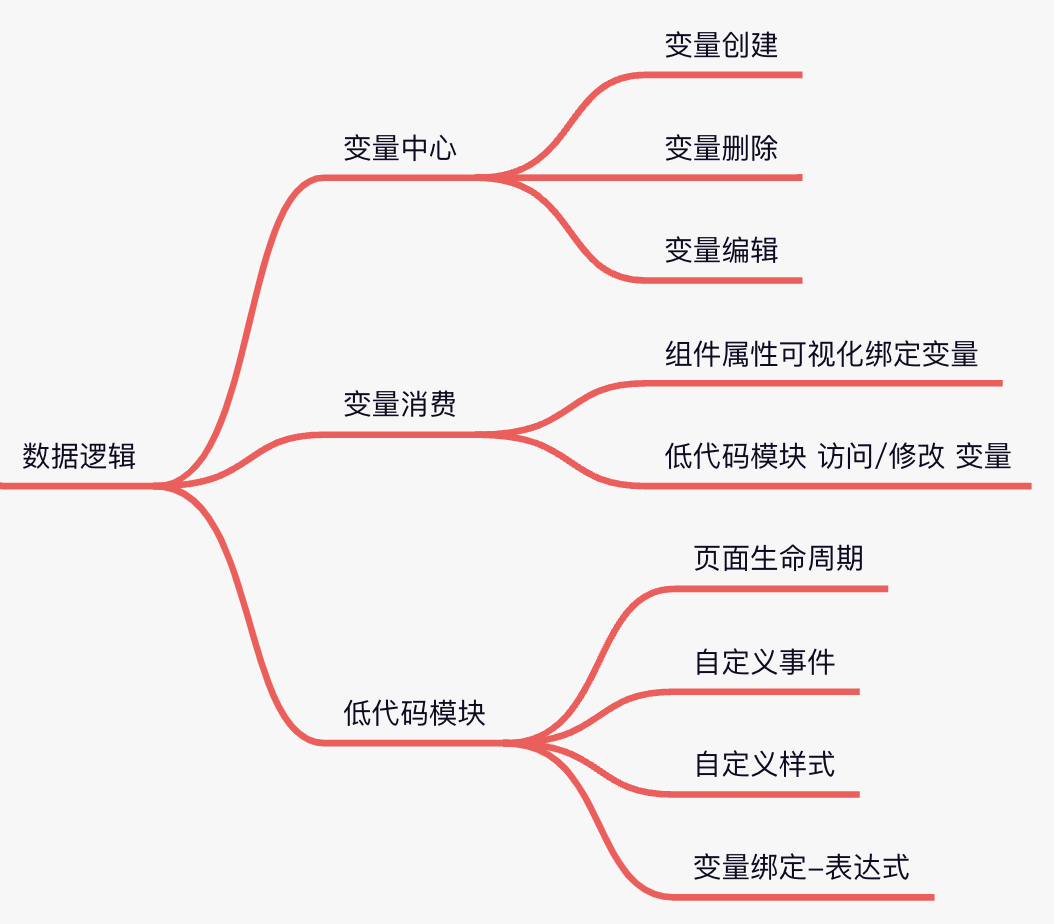 数据逻辑
变量中心
变量创建
变量删除
变量编辑
变量消费
组件属性可视化绑定变量
低代码模块 访问/修改 变量
低代码模块
页面生命周期
自定义事件
自定义样式
变量绑定–表达式